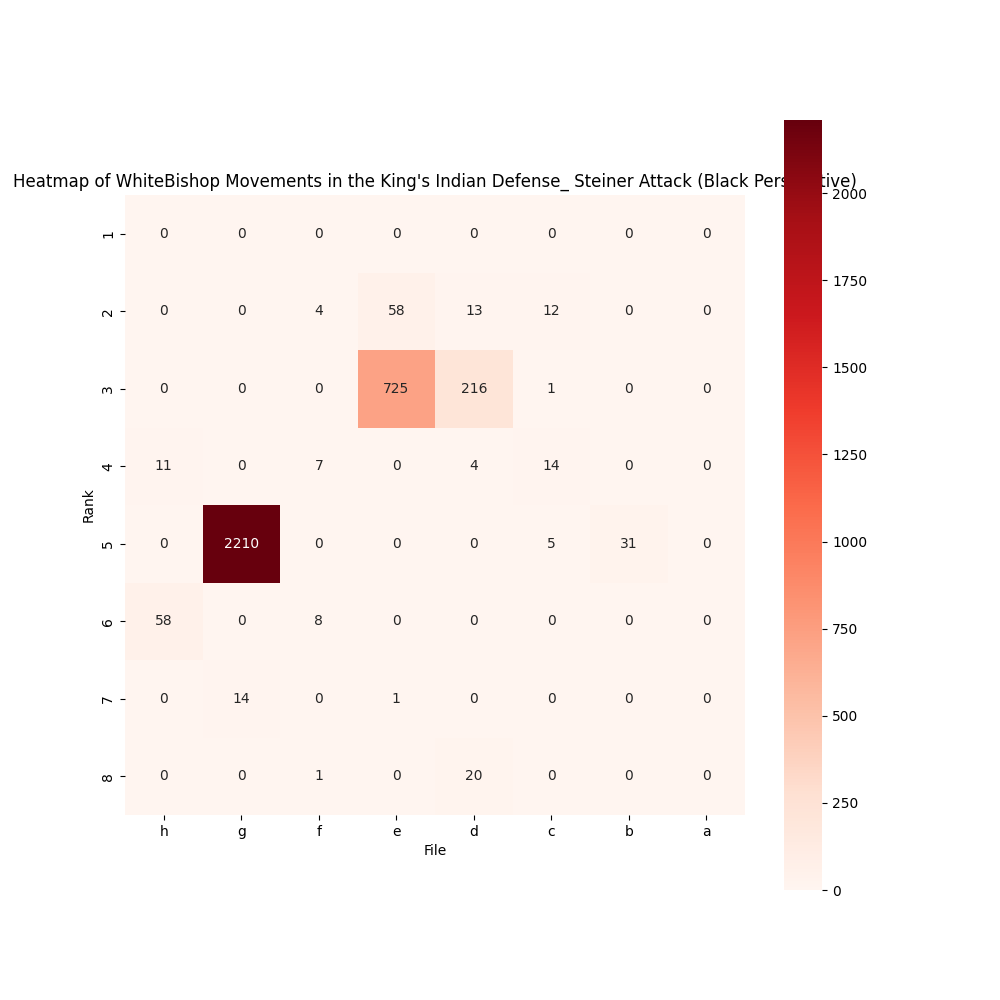 Heatmap of WhiteBishop Movements in the King's Indian Defense_ Steiner Attack (Black Perspective)
1 0 0 0 0 0 0 0 0
2 0 0 4 58 13 12 0 0
3 0 0 0 725 216 1 0 0
4 11 0 7 0 4 14 0 0
5 0 2210 0 0 0 5 31 0
6 58 0 8 0 0 0 0 0
7 0 14 0 1 0 0 0 0
8 0 0 1 0 20 0 0 0
h g f e d c b a
File
Rank
2000
1750
1500
1250
1000
750
500
250
0